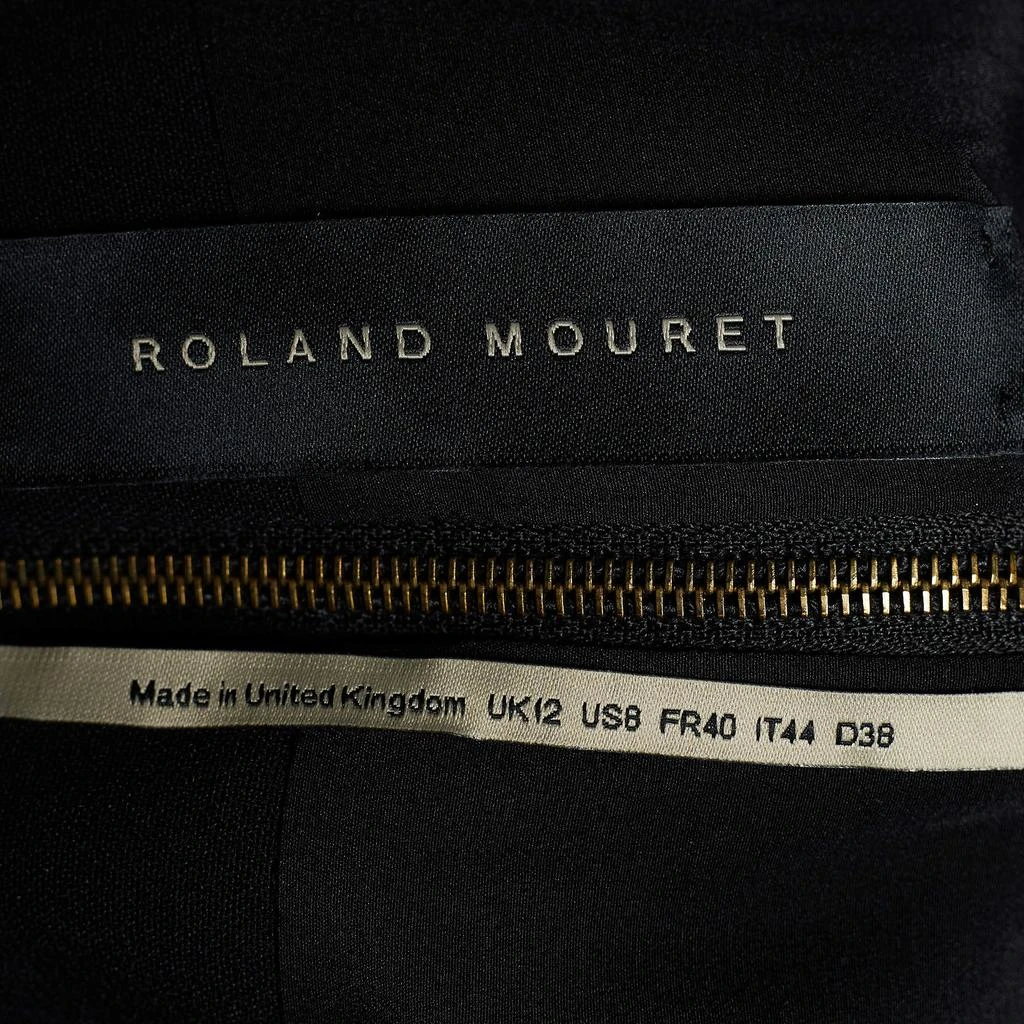 ROLAND MOURET
Made in United Kingdom UK12 US8 FR40 IT44 D38